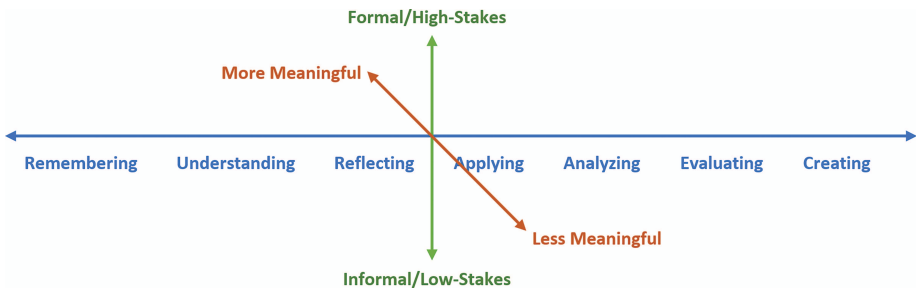 Formal/High-Stakes
More Meaningful
Remembering Understanding Reflecting Applying Analyzing Evaluating Creating
Less Meaningful
Informal/Low-Stakes